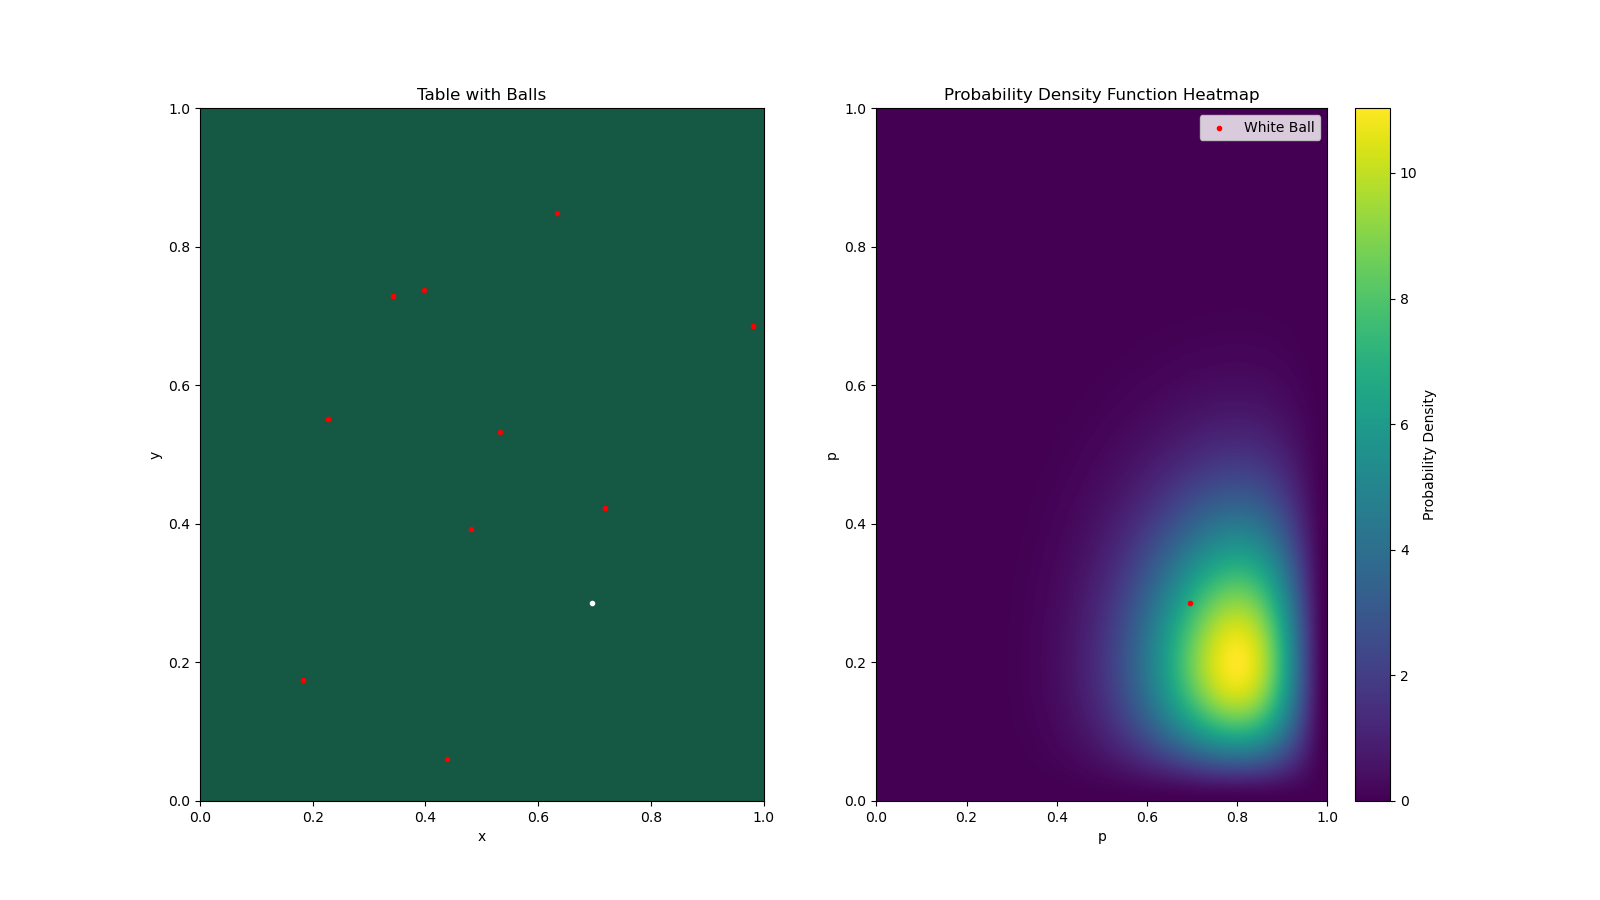 Table with Balls
1.0
0.8
0.6
0.4
0.2
0.0
y
0.0 0.2 0.4 0.6 0.8 1.0
x
Probability Density Function Heatmap
White Ball
1.0
0.8
0.6
0.4
0.2
0.0
p
0.0 0.2 0.4 0.6 0.8 1.0
p
10
8
6
4
2
0
Probability Density